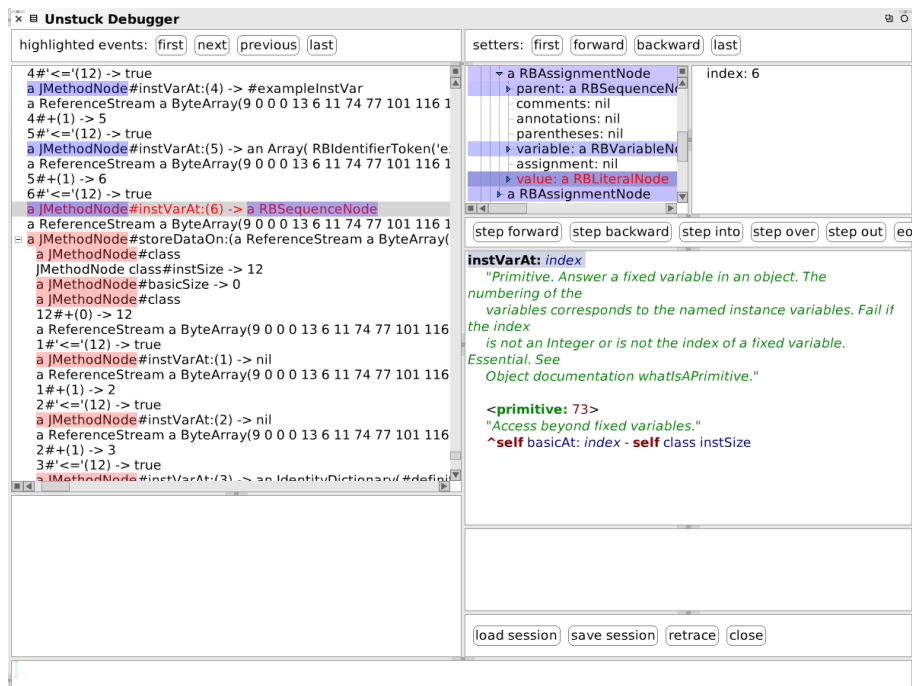 Unstuck Debugger
highlighted events: first next previous last
4#'<='(12) -> true
a JMethodNode#instVarAt:(4) -> #exampleInstVar
a ReferenceStream a ByteArray(9 0 0 0 13 6 11 74 77 101 116 1
4#+(1) -> 5
5#'<='(12) -> true
a JMethodNode#instVarAt:(5) -> an Array( RBIdentifierToken('e
a ReferenceStream a ByteArray(9 0 0 0 13 6 11 74 77 101 116 1
5#+(1) -> 6
6#'<='(12) -> true
a JMethodNode#instVarAt:(6) -> a RBSequenceNode
a ReferenceStream a ByteArray(9 0 0 0 13 6 11 74 77 101 116 1
a JMethodNode#storeDataOn:(a ReferenceStream a ByteArray(
a JMethodNode#class
JMethodNode class#instSize -> 12
a JMethodNode#basicSize -> 0
a JMethodNode#class
12#+(0) -> 12
a ReferenceStream a ByteArray(9 0 0 0 13 6 11 74 77 101 116
1#'<='(12) -> true
a JMethodNode#instVarAt:(1) -> nil
a ReferenceStream a ByteArray(9 0 0 0 13 6 11 74 77 101 116
1#+(1) -> 2
2#'<='(12) -> true
a JMethodNode#instVarAt:(2) -> nil
a ReferenceStream a ByteArray(9 0 0 0 13 6 11 74 77 101 116
2#+(1) -> 3
3#'<='(12) -> true
a JMethodNode#instVarAt:(3) -> an IdentityDictionary(#defini
setters: first forward backward last
a RBAssignmentNode
parent: a RBSequenceN
comments: nil
annotations: nil
parentheses: nil
variable: a RBVariableN
assignment: nil
value: a RBLiteralNode
a RBAssignmentNode
index: 6
step forward step backward step into step over step out eo
instVarAt: index
"Primitive. Answer a fixed variable in an object. The
numbering of the
variables corresponds to the named instance variables. Fail if
the index
is not an Integer or is not the index of a fixed variable.
Essential. See
Object documentation whatIsAPrimitive."
<primitive: 73>
"Access beyond fixed variables."
^self basicAt: index - self class instSize
load session save session retrace close